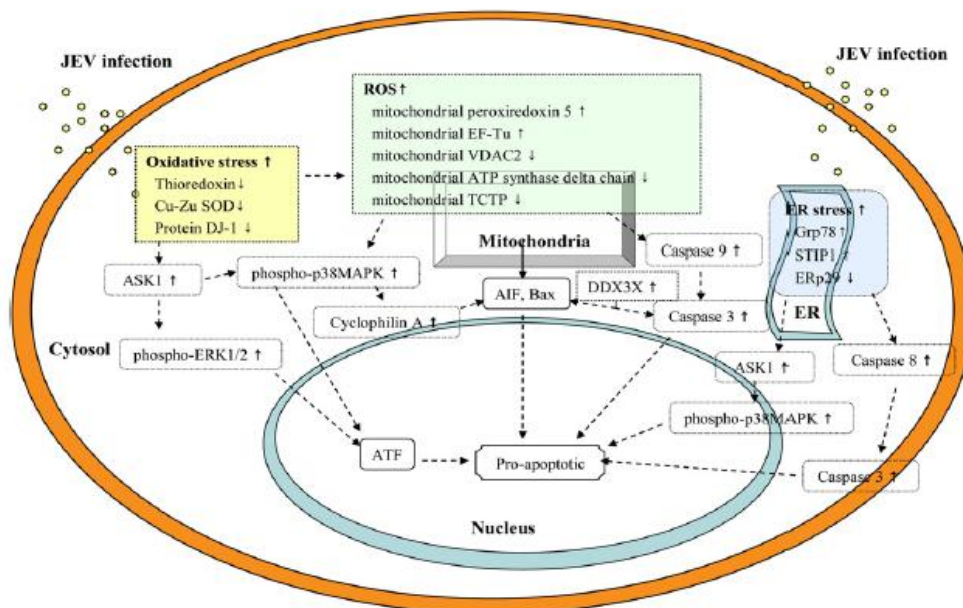 JEV infection
JEV infection
ROS↑
mitochondrial peroxiredoxin 5 ↑
mitochondrial EF-Tu ↑
mitochondrial VDAC2 ↓
mitochondrial ATP synthase delta chain ↓
mitochondrial TCTP ↓
Oxidative stress ↑
Thioredoxin↓
Cu-Zu SOD↓
Protein DJ-1 ↓
ER stress ↑
Grp78↑
STIP1
ERp29 ↓
ER
Mitochondria
Caspase 9 ↑
ASK1 ↑
phospho-p38MAPK ↑
AIF, Bax
DDX3X ↑
Cyclophilin A ↑
Caspase 3 ↑
Cytosol
phospho-ERK1/2 ↑
ASK1 ↑
Caspase 8 ↑
phospho-p38MAPK ↑
ATF
Pro-apoptotic
Caspase 3 ↑
Nucleus